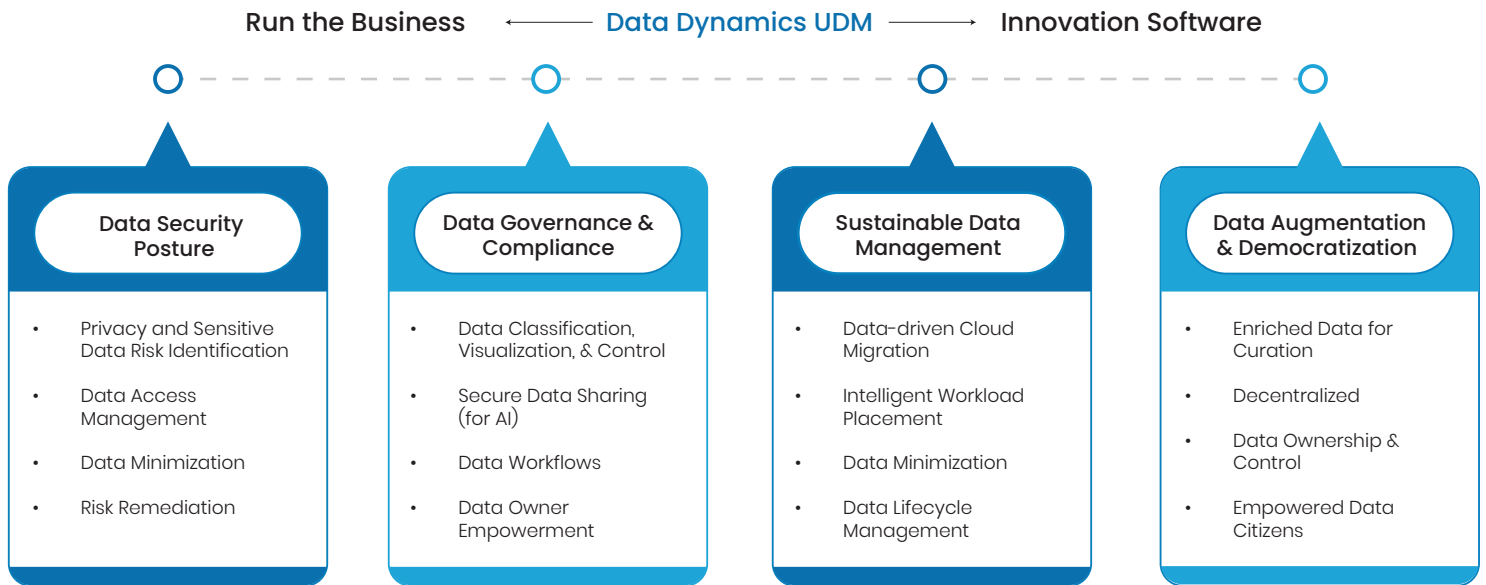 Run the Business
Data Dynamics UDM
Innovation Software
Data Security
Posture
• Privacy and Sensitive
Data Risk Identification
• Data Access
Management
• Data Minimization
• Risk Remediation
Data Governance &
Compliance
• Data Classification,
Visualization, & Control
• Secure Data Sharing
(for AI)
• Data Workflows
• Data Owner
Empowerment
Sustainable Data
Management
• Data-driven Cloud
Migration
• Intelligent Workload
Placement
• Data Minimization
• Data Lifecycle
Management
Data Augmentation
& Democratization
• Enriched Data for
Curation
• Decentralized
• Data Ownership &
Control
• Empowered Data
Citizens